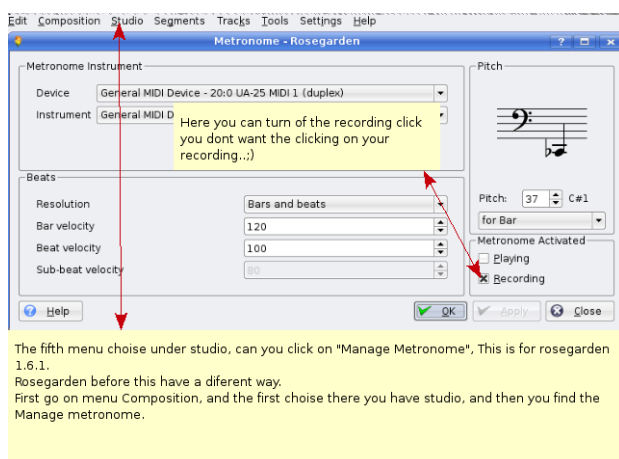 Edit Composition Studio Segments Tracks Tools Settings Help
Metronome - Rosegarden
Metronome Instrument
Device General MIDI Device - 20:0 UA-25 MIDI 1 (duplex)
Instrument General MIDI D
Here you can turn of the recording click
you dont want the clicking on your
recording..;)
Pitch
Pitch: 37 C#1
for Bar
Beats
Resolution Bars and beats
Bar velocity 120
Beat velocity 100
Sub-beat velocity 80
Metronome Activated
Playing
Recording
Help OK Apply Close
The fifth menu choise under studio, can you click on "Manage Metronome", This is for rosegarden
1.6.1.
Rosegarden before this have a diferent way.
First go on menu Composition, and the first choise there you have studio, and then you find the
Manage metronome.